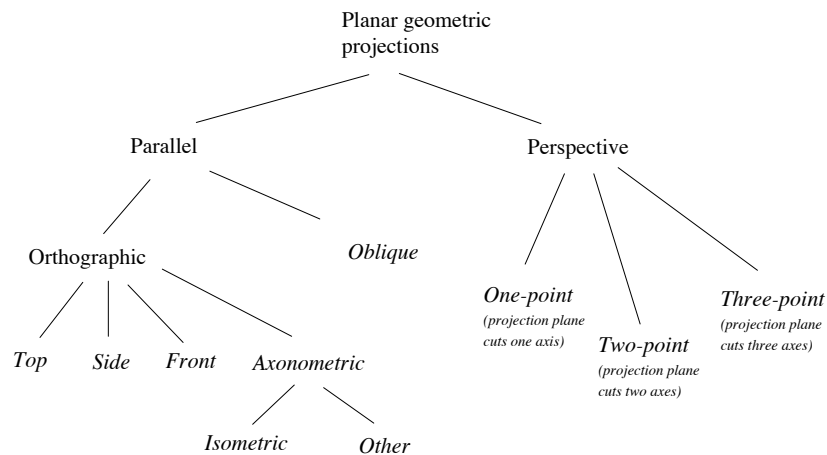 Planar geometric
projections
Parallel
Perspective
Orthographic
Oblique
One-point
(projection plane
cuts one axis)
Two-point
(projection plane
cuts two axes)
Three-point
(projection plane
cuts three axes)
Top
Side
Front
Axonometric
Isometric
Other